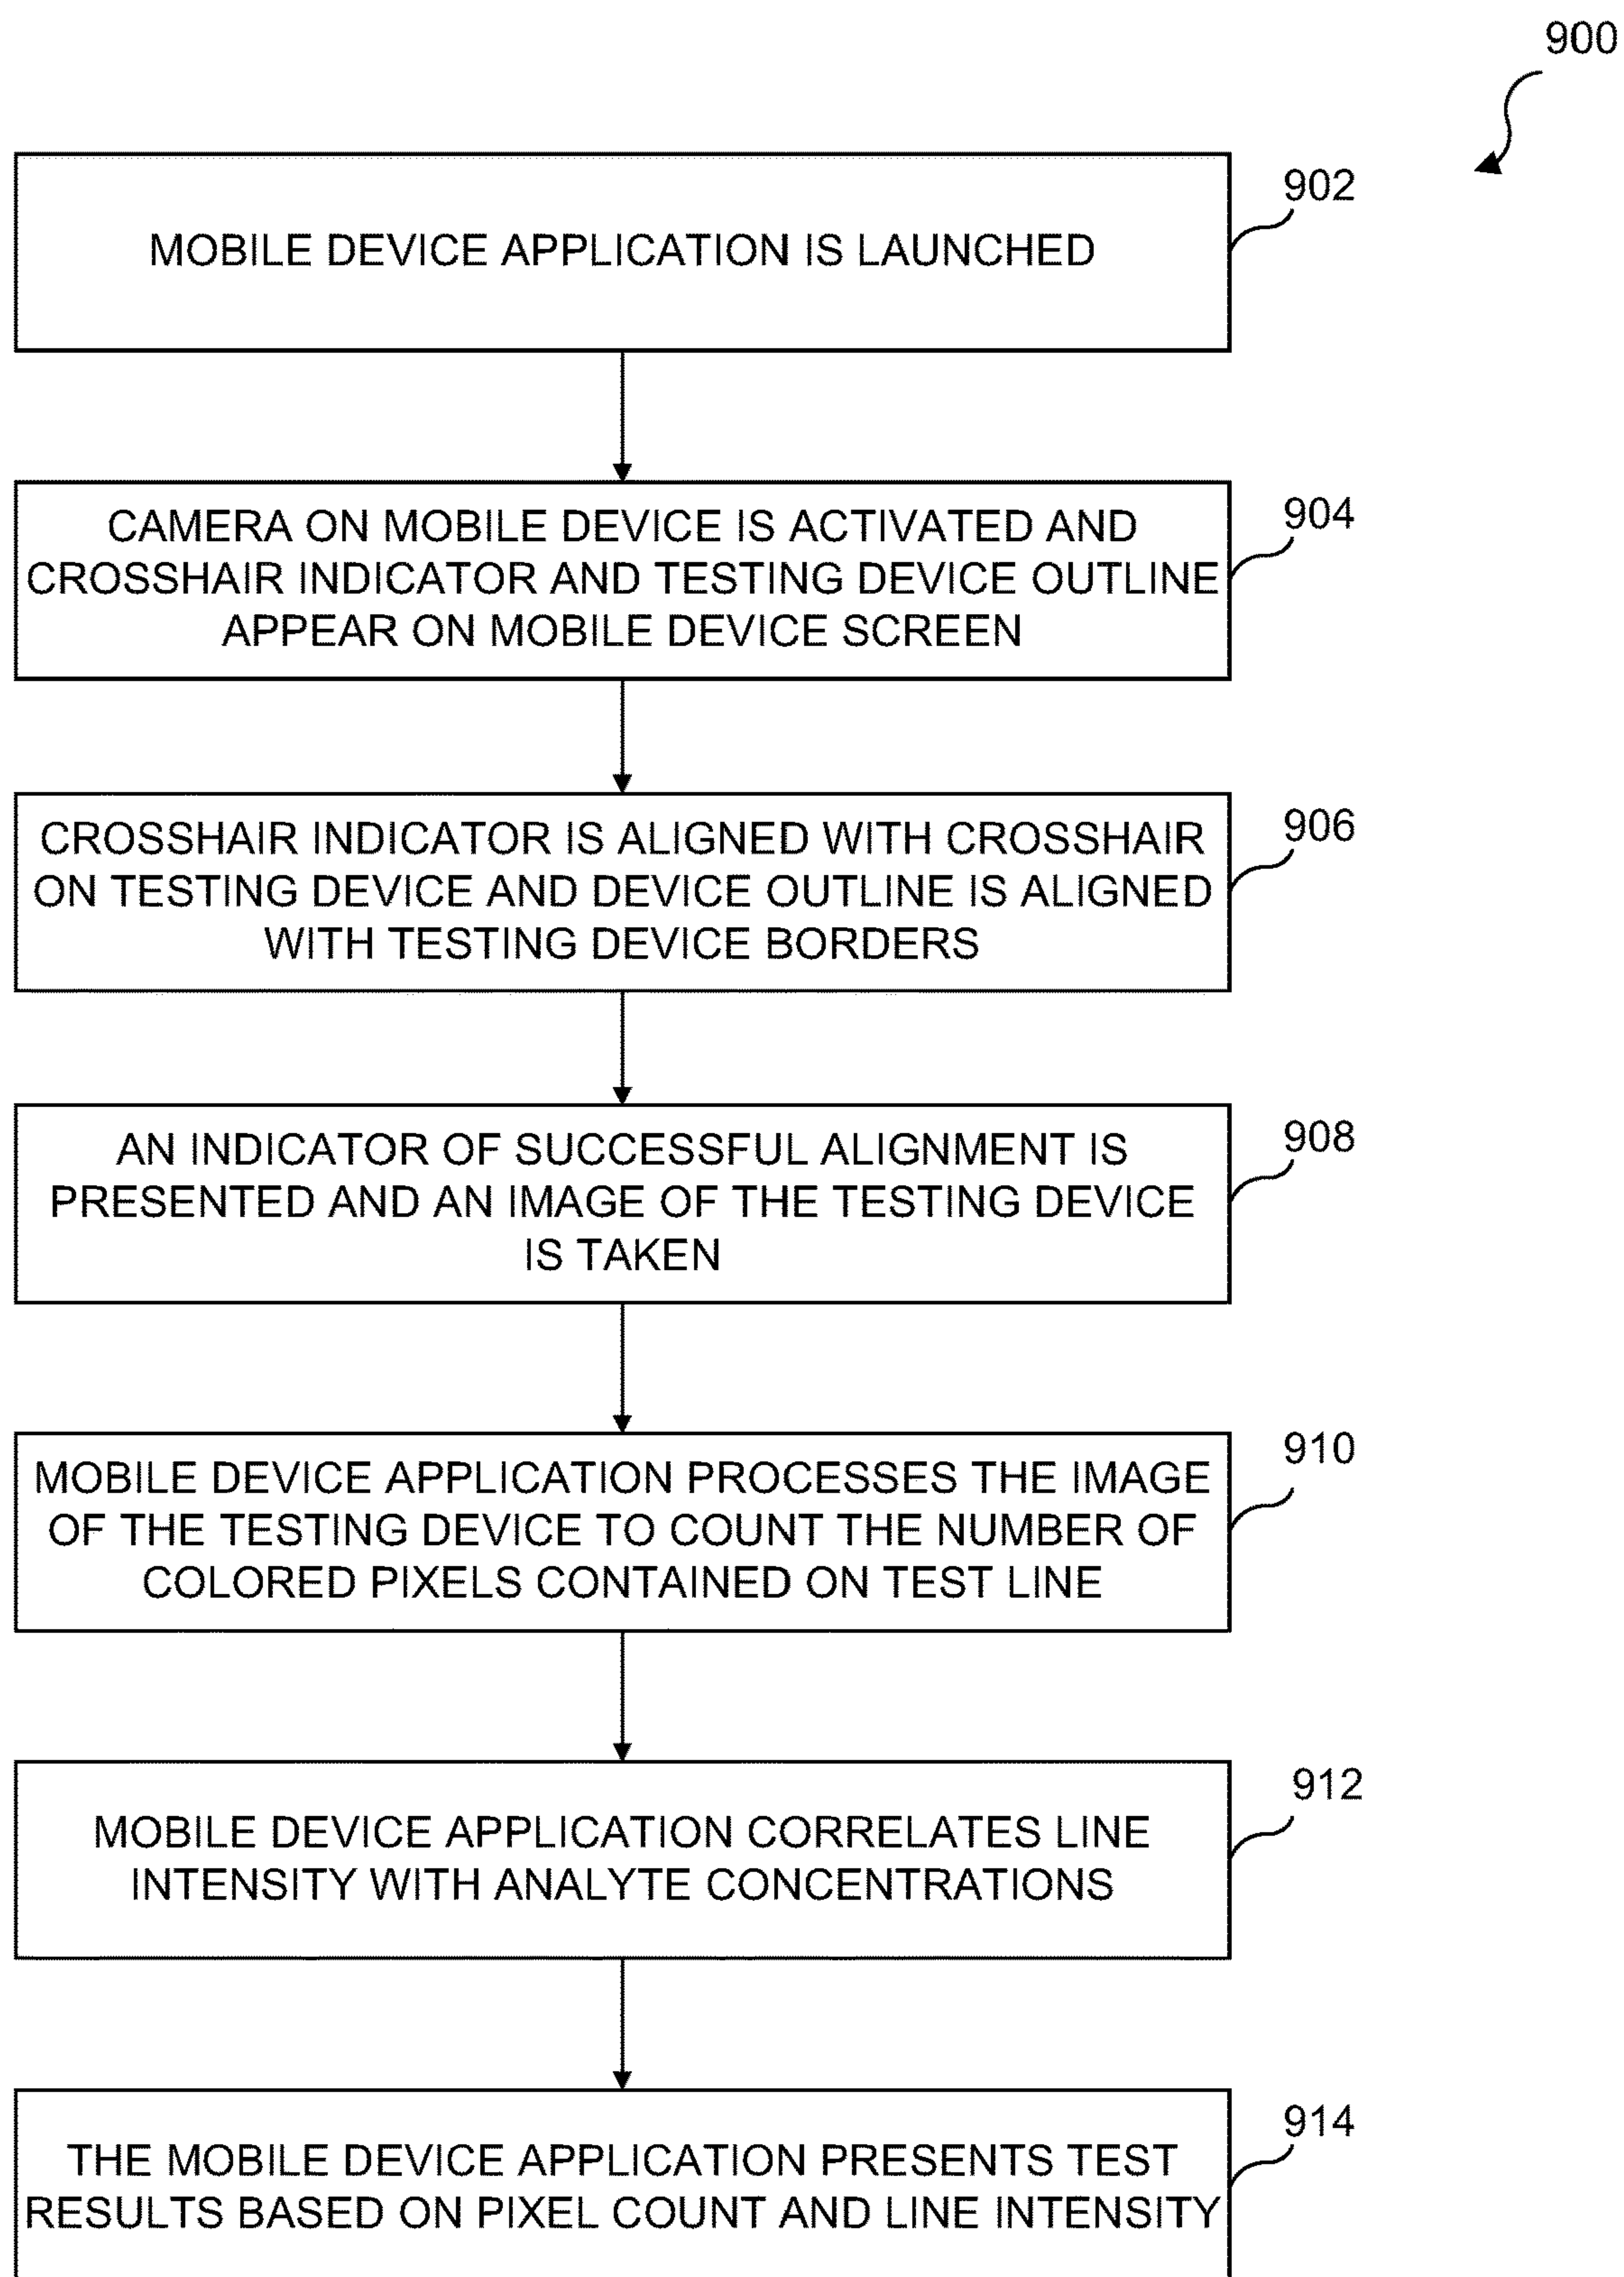 900
902
MOBILE DEVICE APPLICATION IS LAUNCHED
904
CAMERA ON MOBILE DEVICE IS ACTIVATED AND
CROSSHAIR INDICATOR AND TESTING DEVICE OUTLINE
APPEAR ON MOBILE DEVICE SCREEN
906
CROSSHAIR INDICATOR IS ALIGNED WITH CROSSHAIR
ON TESTING DEVICE AND DEVICE OUTLINE IS ALIGNED
WITH TESTING DEVICE BORDERS
908
AN INDICATOR OF SUCCESSFUL ALIGNMENT IS
PRESENTED AND AN IMAGE OF THE TESTING DEVICE
IS TAKEN
910
MOBILE DEVICE APPLICATION PROCESSES THE IMAGE
OF THE TESTING DEVICE TO COUNT THE NUMBER OF
COLORED PIXELS CONTAINED ON TEST LINE
912
MOBILE DEVICE APPLICATION CORRELATES LINE
INTENSITY WITH ANALYTE CONCENTRATIONS
914
THE MOBILE DEVICE APPLICATION PRESENTS TEST
RESULTS BASED ON PIXEL COUNT AND LINE INTENSITY